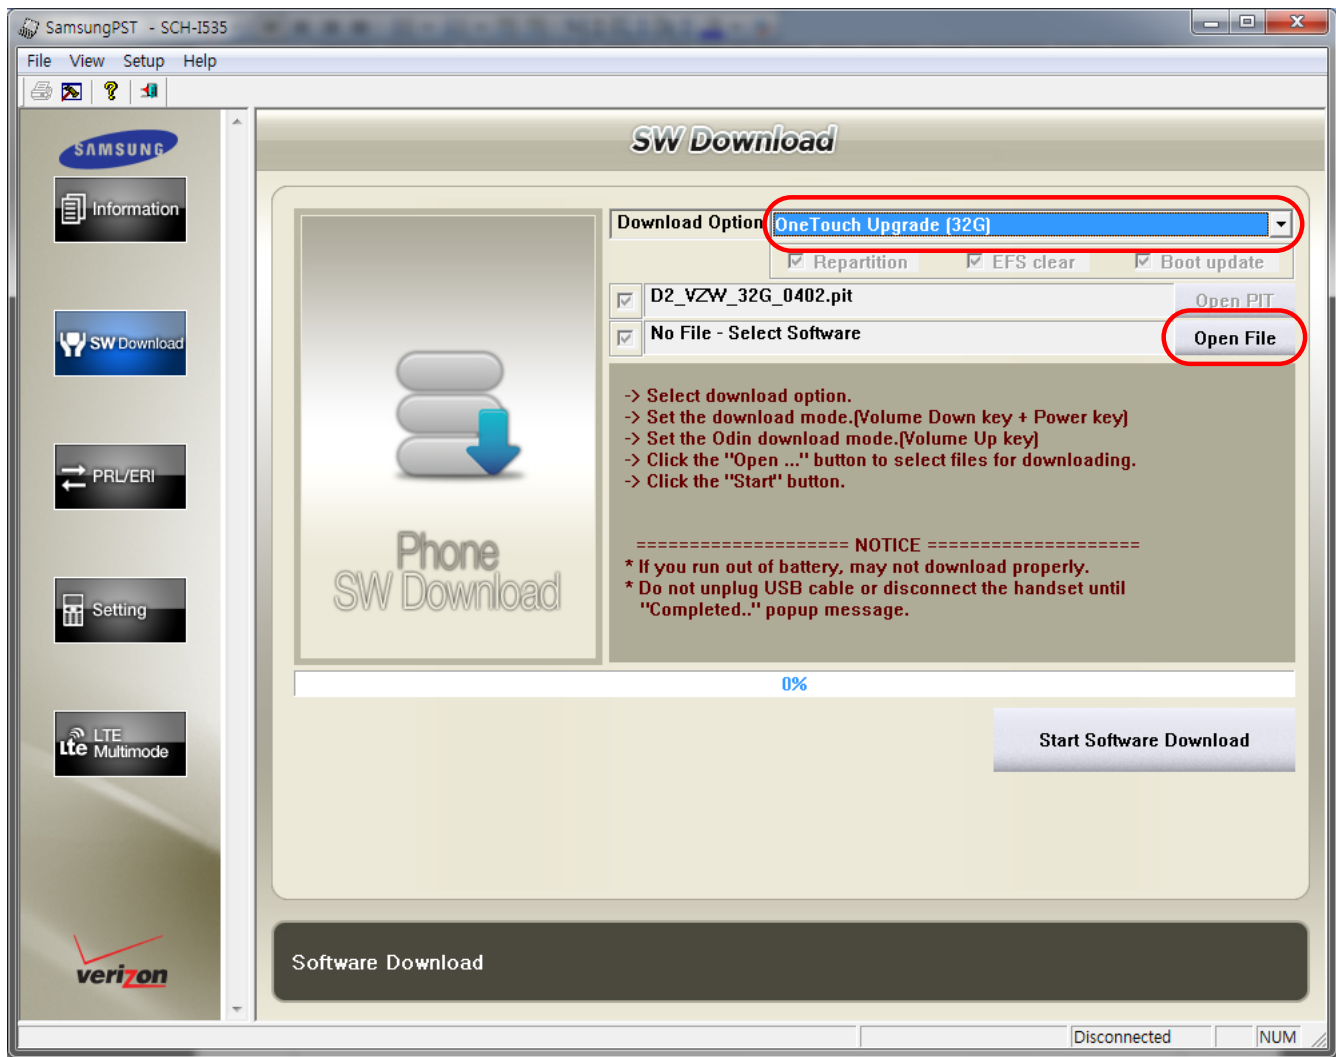 SamsungPST - SCH-I535
File View Setup Help
SAMSUNG
Information
SW Download
PRL/ERI
Setting
LTE
Lte Multimode
verizon
SW Download
Phone
SW Download
Download Option
OneTouch Upgrade (32G)
Repartition EFS clear Boot update
D2_VZW_32G_0402.pit
Open PIT
No File - Select Software
Open File
-> Select download option.
-> Set the download mode.(Volume Down key + Power key)
-> Set the Odin download mode.(Volume Up key)
-> Click the "Open ..." button to select files for downloading.
-> Click the "Start" button.
==================== NOTICE ====================
* If you run out of battery, may not download properly.
* Do not unplug USB cable or disconnect the handset until
"Completed.." popup message.
0%
Start Software Download
Software Download
Disconnected NUM